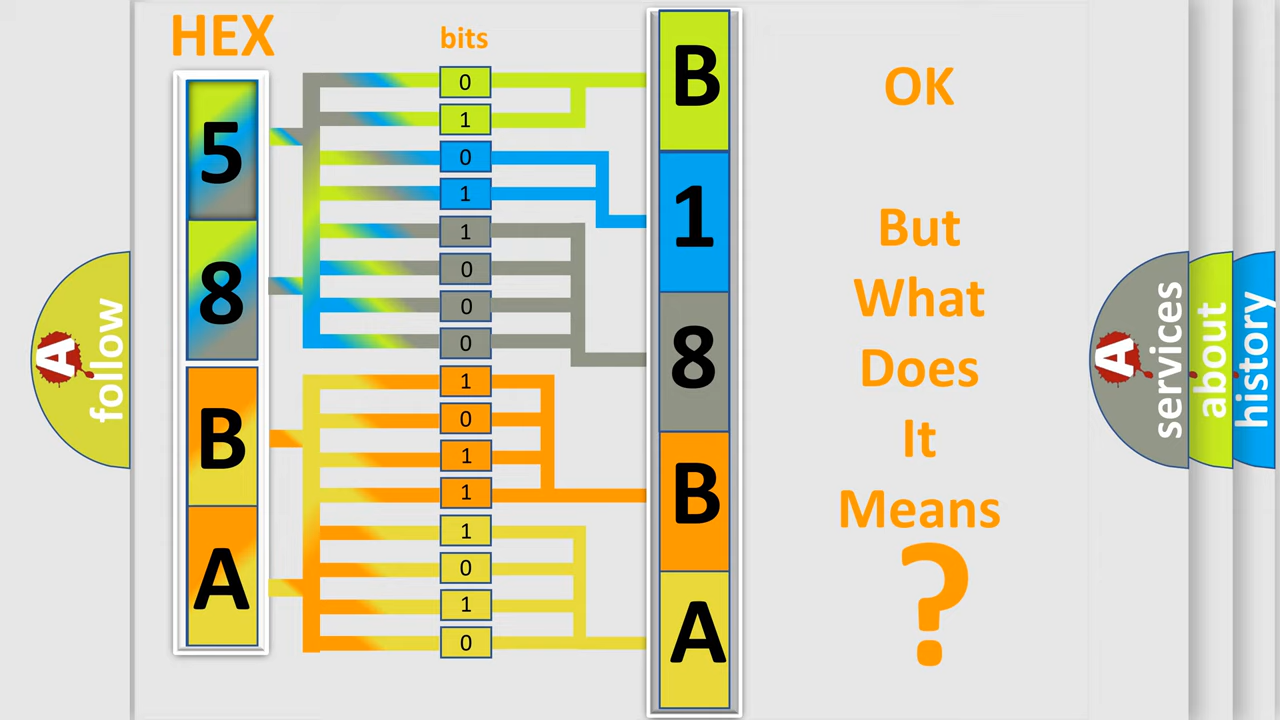 HEX
bits
5
8
B
A
0
1
0
1
1
0
0
0
1
0
1
1
1
0
1
0
B
1
8
B
A
OK
But
What
Does
It
Means
?
A
follow
A
services
about
history